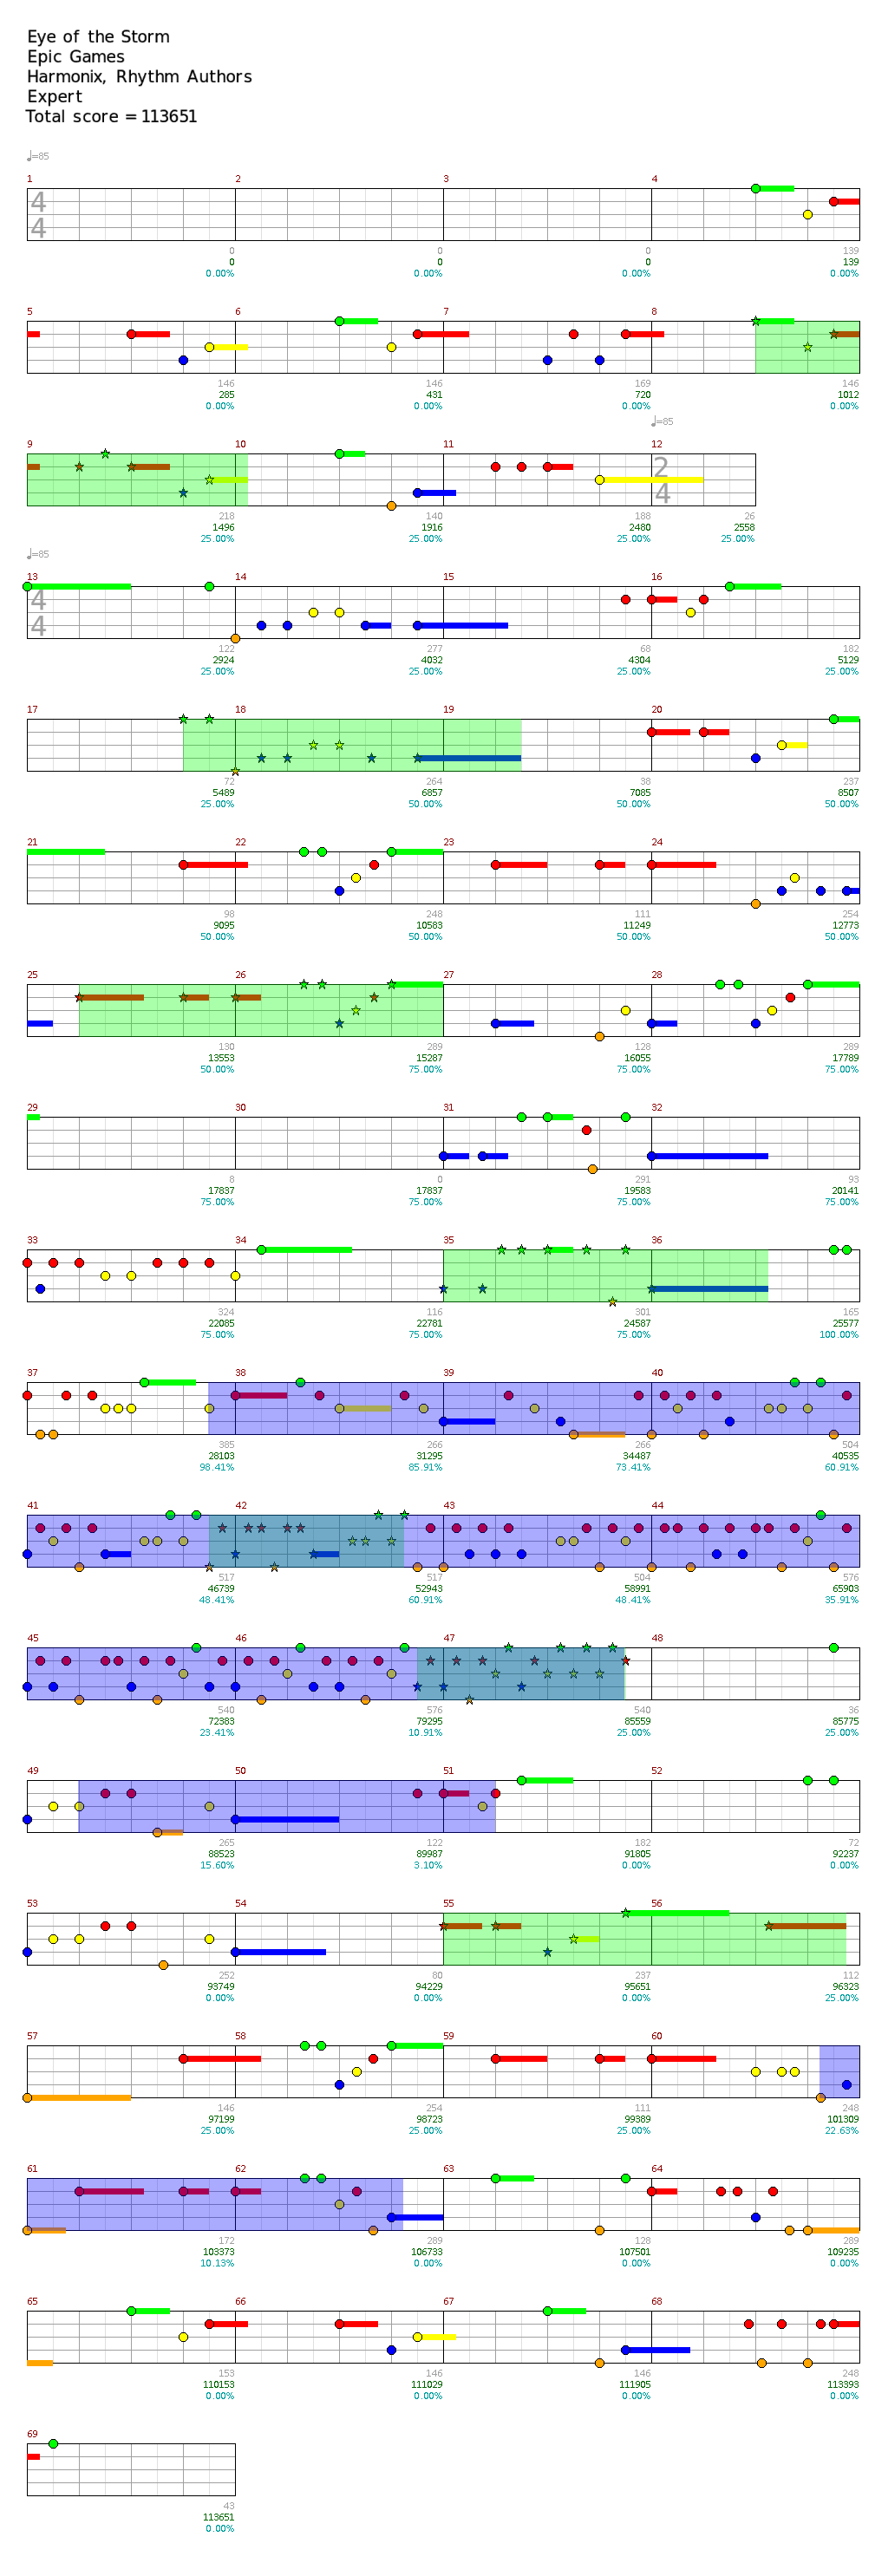 Eye of the Storm
Epic Games
Harmonix, Rhythm Authors
Expert
Total score = 113651
♩=85
1 2 3 4
4
4
0 0 0 139
0 0 0 139
0.00% 0.00% 0.00% 0.00%
5 6 7 8
146 146 169 146
285 431 720 1012
0.00% 0.00% 0.00% 0.00%
♩=85
9 10 11 12
2
4
218 140 188 26
1496 1916 2480 2558
25.00% 25.00% 25.00% 25.00%
♩=85
13 14 15 16
4
4
122 277 68 182
2924 4032 4304 5129
25.00% 25.00% 25.00% 25.00%
17 18 19 20
72 264 38 237
5489 6857 7085 8507
25.00% 50.00% 50.00% 50.00%
21 22 23 24
98 248 111 254
9095 10583 11249 12773
50.00% 50.00% 50.00% 50.00%
25 26 27 28
130 289 128 289
13553 15287 16055 17789
50.00% 75.00% 75.00% 75.00%
29 30 31 32
8 0 291 93
17837 17837 19583 20141
75.00% 75.00% 75.00% 75.00%
33 34 35 36
324 116 301 165
22085 22781 24587 25577
75.00% 75.00% 75.00% 100.00%
37 38 39 40
385 266 266 504
28103 31295 34487 40535
98.41% 85.91% 73.41% 60.91%
41 42 43 44
517 517 504 576
46739 52943 58991 65903
48.41% 60.91% 48.41% 35.91%
45 46 47 48
540 576 540 36
72383 79295 85559 85775
23.41% 10.91% 25.00% 25.00%
49 50 51 52
265 122 182 72
88523 89987 91805 92237
15.60% 3.10% 0.00% 0.00%
53 54 55 56
252 80 237 112
93749 94229 95651 96323
0.00% 0.00% 0.00% 25.00%
57 58 59 60
146 254 111 248
97199 98723 99389 101309
25.00% 25.00% 25.00% 22.63%
61 62 63 64
172 289 128 289
103373 106733 107501 109235
10.13% 0.00% 0.00% 0.00%
65 66 67 68
153 146 146 248
110153 111029 111905 113393
0.00% 0.00% 0.00% 0.00%
69
43
113651
0.00%